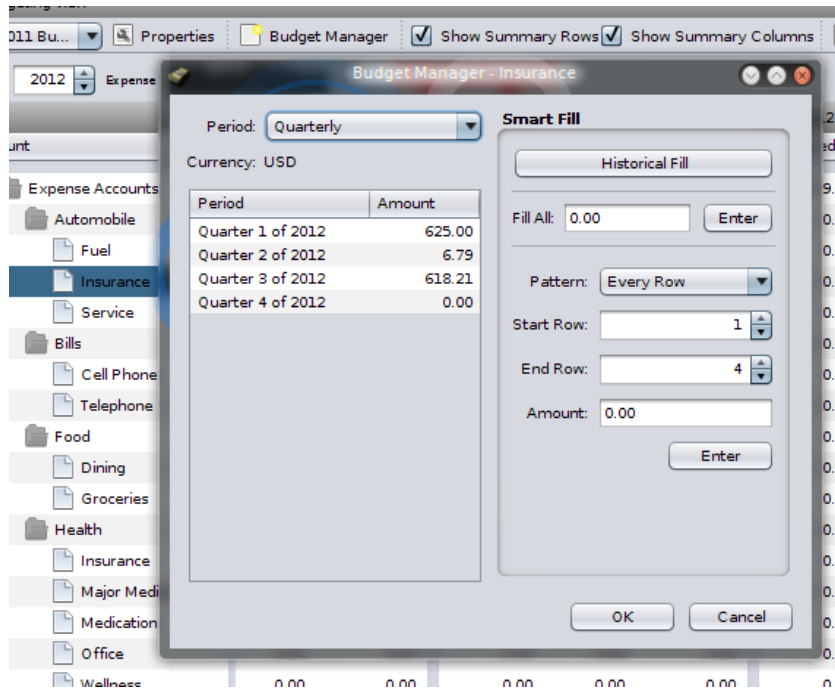 011 Bu... Properties Budget Manager Show Summary Rows Show Summary Columns
2012 Expense
Budget Manager - Insurance
Period: Quarterly
Currency: USD
Period Amount
Quarter 1 of 2012 625.00
Quarter 2 of 2012 6.79
Quarter 3 of 2012 618.21
Quarter 4 of 2012 0.00
Smart Fill
Historical Fill
Fill All: 0.00 Enter
Pattern: Every Row
Start Row: 1
End Row: 4
Amount: 0.00
Enter
OK Cancel
Expense Accounts
Automobile
Fuel
Insurance
Service
Bills
Cell Phone
Telephone
Food
Dining
Groceries
Health
Insurance
Major Medi
Medication
Office
Wellness 0.00 0.00 0.00 0.00 0.00